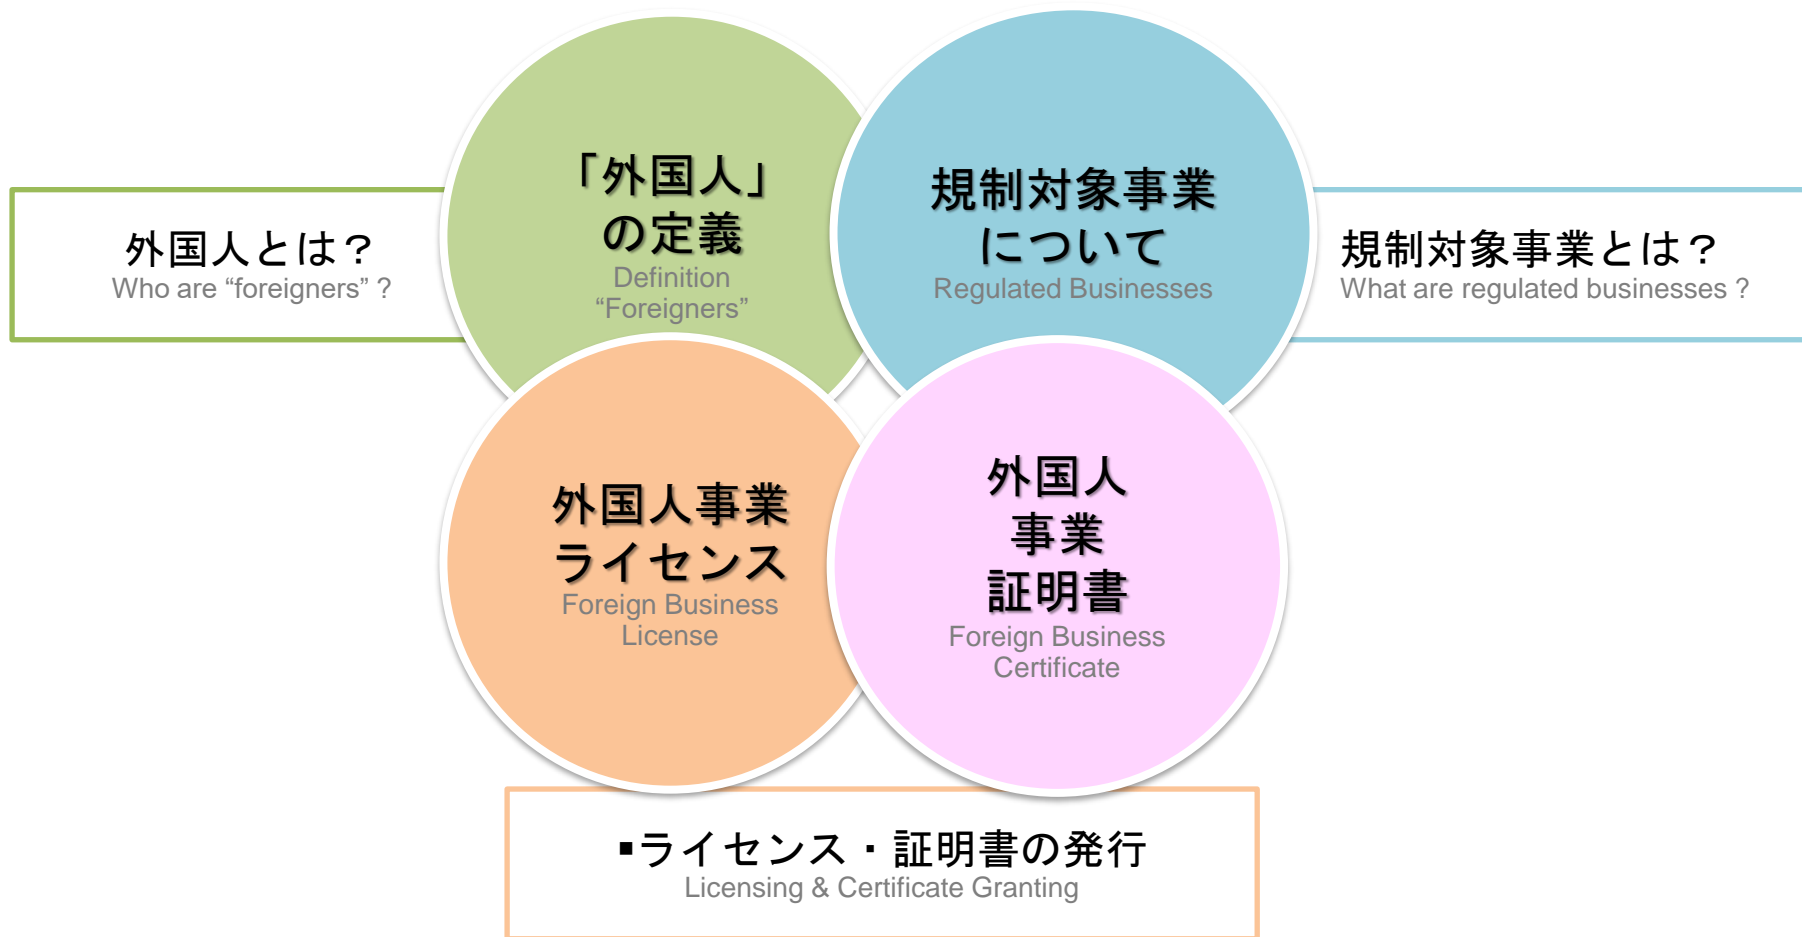 「外国人」
の定義
Definition
“Foreigners”
規制対象事業
について
Regulated Businesses
外国人とは？
Who are “foreigners” ?
規制対象事業とは？
What are regulated businesses ?
外国人事業
ライセンス
Foreign Business
License
外国人
事業
証明書
Foreign Business
Certificate
▪ライセンス・証明書の発行
Licensing & Certificate Granting